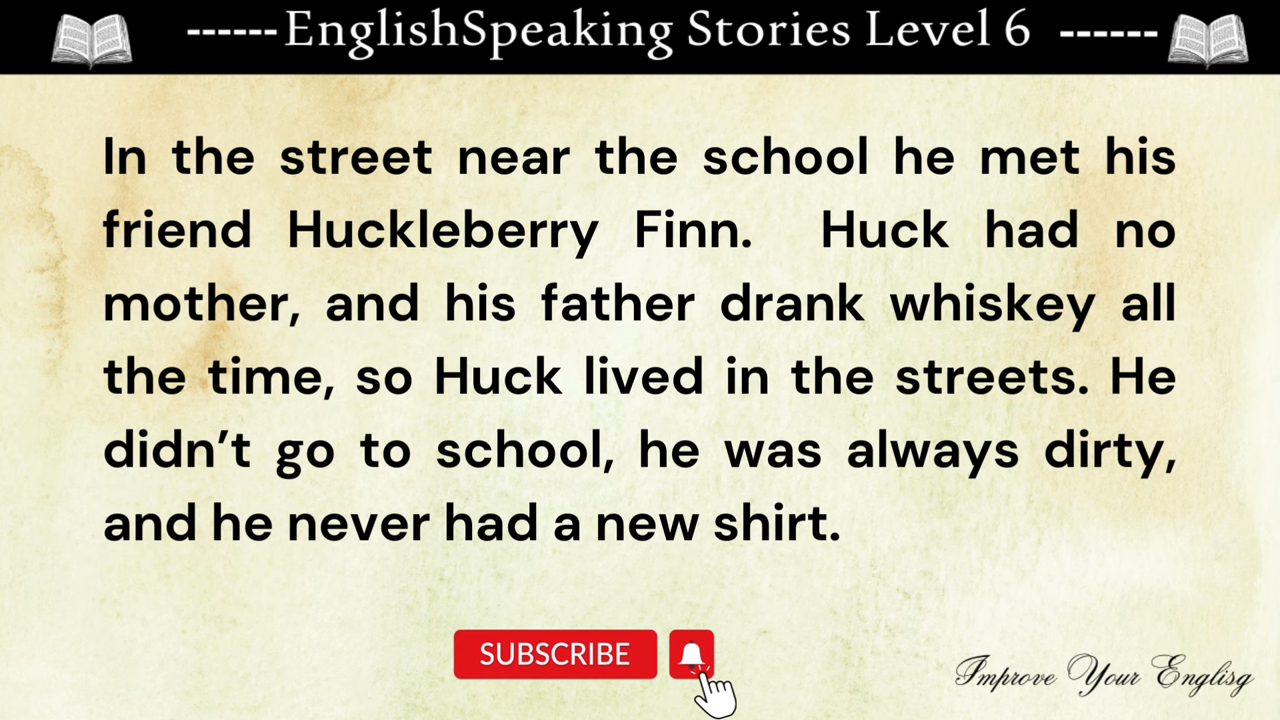 ------EnglishSpeaking Stories Level 6 ------
In the street near the school he met his
friend Huckleberry Finn. Huck had no
mother, and his father drank whiskey all
the time, so Huck lived in the streets. He
didn’t go to school, he was always dirty,
and he never had a new shirt.
SUBSCRIBE
Improve Your Englisg